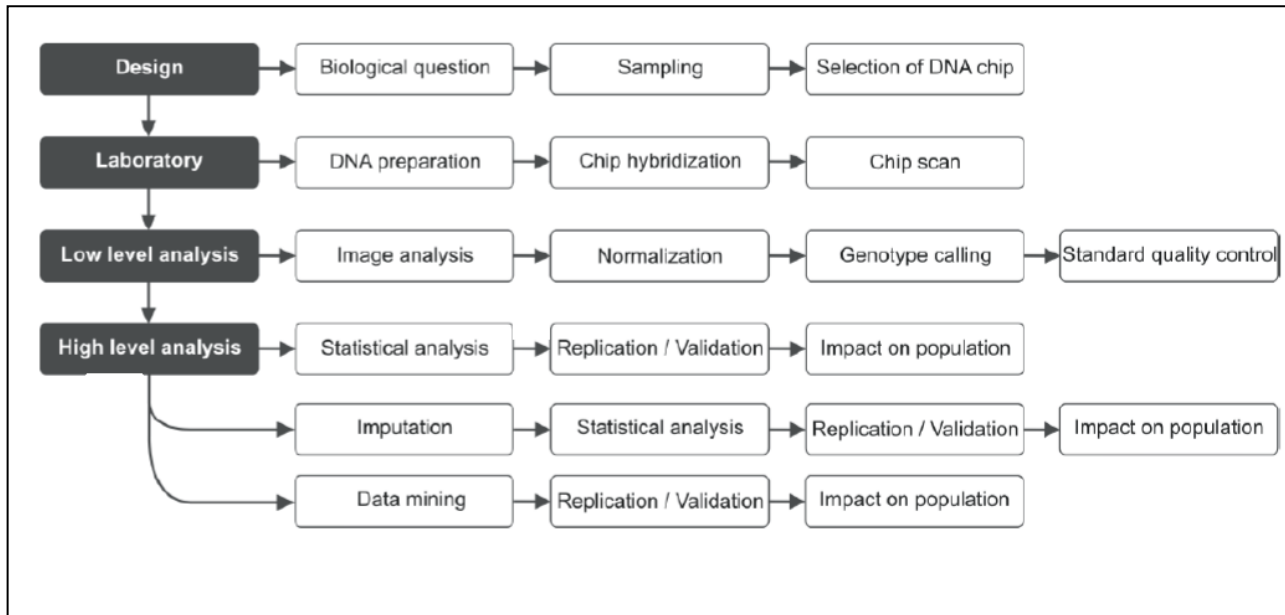 Design
Biological question
Sampling
Selection of DNA chip
Laboratory
DNA preparation
Chip hybridization
Chip scan
Low level analysis
Image analysis
Normalization
Genotype calling
Standard quality control
High level analysis
Statistical analysis
Replication / Validation
Impact on population
Imputation
Statistical analysis
Replication / Validation
Impact on population
Data mining
Replication / Validation
Impact on population